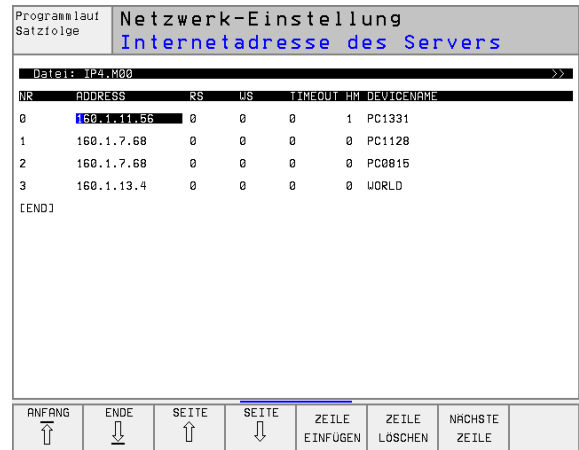 Programmlauf
Satzfolge
Netzwerk-Einstellung
Internetadresse des Servers
Datei: IP4.M00 >>
NR ADDRESS RS WS TIMEOUT HM DEVICENAME
0 160.1.11.56 0 0 0 1 PC1331
1 160.1.7.68 0 0 0 0 PC1128
2 160.1.7.68 0 0 0 0 PC0815
3 160.1.13.4 0 0 0 0 WORLD
[END]
ANFANG
ENDE
SEITE
SEITE
ZEILE
EINFÜGEN
ZEILE
LÖSCHEN
NÄCHSTE
ZEILE